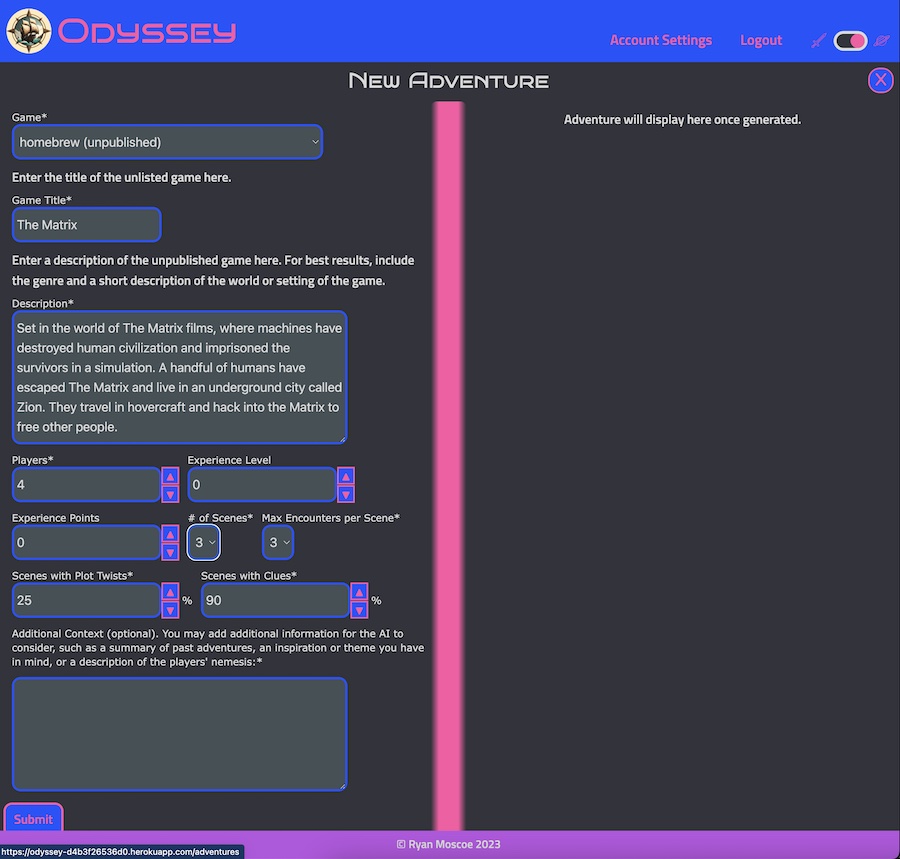 Odyssey
Account Settings Logout
New Adventure
X
Game*
homebrew (unpublished)
Enter the title of the unlisted game here.
Game Title*
The Matrix
Enter a description of the unpublished game here. For best results, include
the genre and a short description of the world or setting of the game.
Description*
Set in the world of The Matrix films, where machines have
destroyed human civilization and imprisoned the
survivors in a simulation. A handful of humans have
escaped The Matrix and live in an underground city called
Zion. They travel in hovercraft and hack into the Matrix to
free other people.
Players* Experience Level
4 0
Experience Points # of Scenes* Max Encounters per Scene*
0 3 3
Scenes with Plot Twists* Scenes with Clues*
25 % 90 %
Additional Context (optional). You may add additional information for the AI to
consider, such as a summary of past adventures, an inspiration or theme you have
in mind, or a description of the players' nemesis:*
Submit
Adventure will display here once generated.
© Ryan Moscoe 2023
https://odyssey-d4b3f26536d0.herokuapp.com/adventures